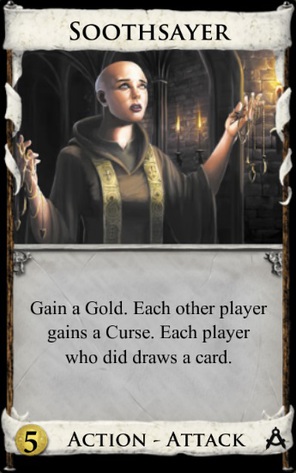 Soothsayer
Gain a Gold. Each other player
gains a Curse. Each player
who did draws a card.
5 Action - Attack